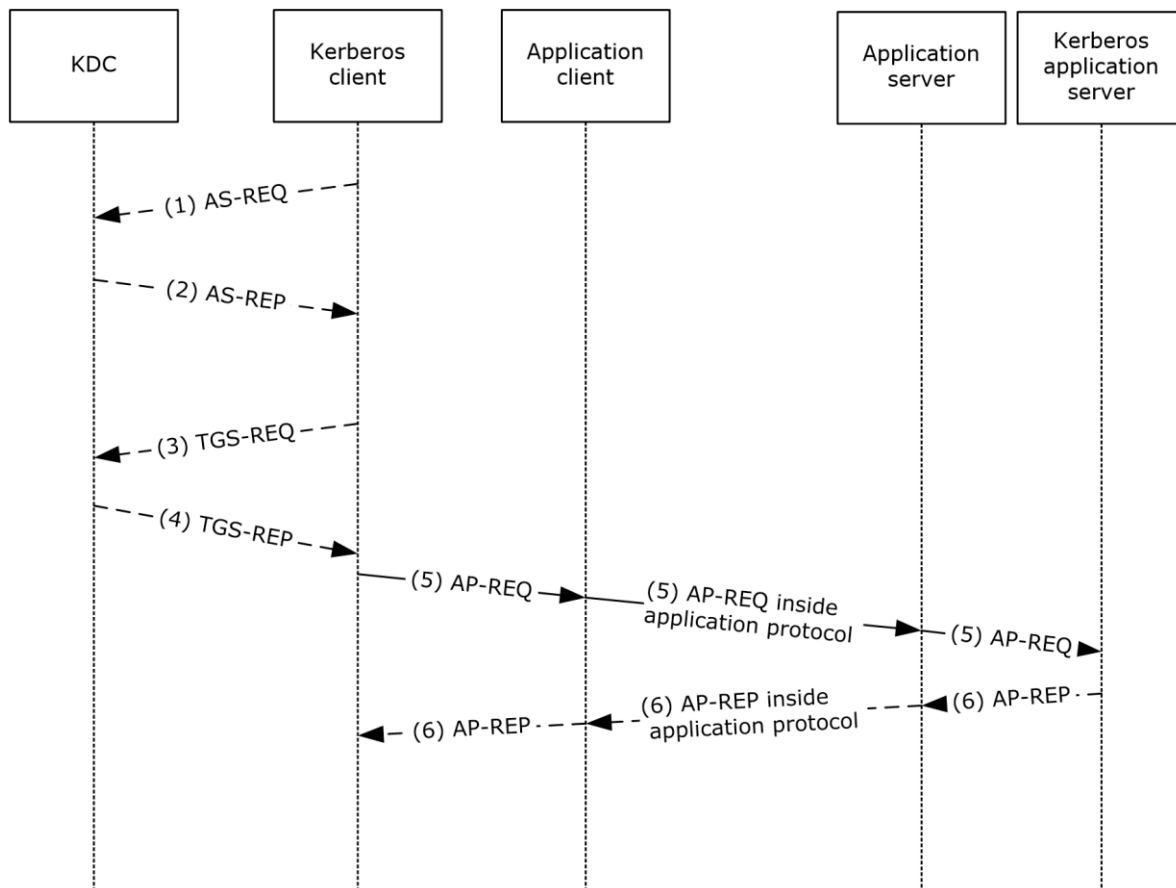 KDC
Kerberos
client
Application
client
Application
server
Kerberos
application
server
(1) AS-REQ
(2) AS-REP
(3) TGS-REQ
(4) TGS-REP
(5) AP-REQ
(5) AP-REQ inside
application protocol
(5) AP-REQ
(6) AP-REP
(6) AP-REP inside
application protocol
(6) AP-REP